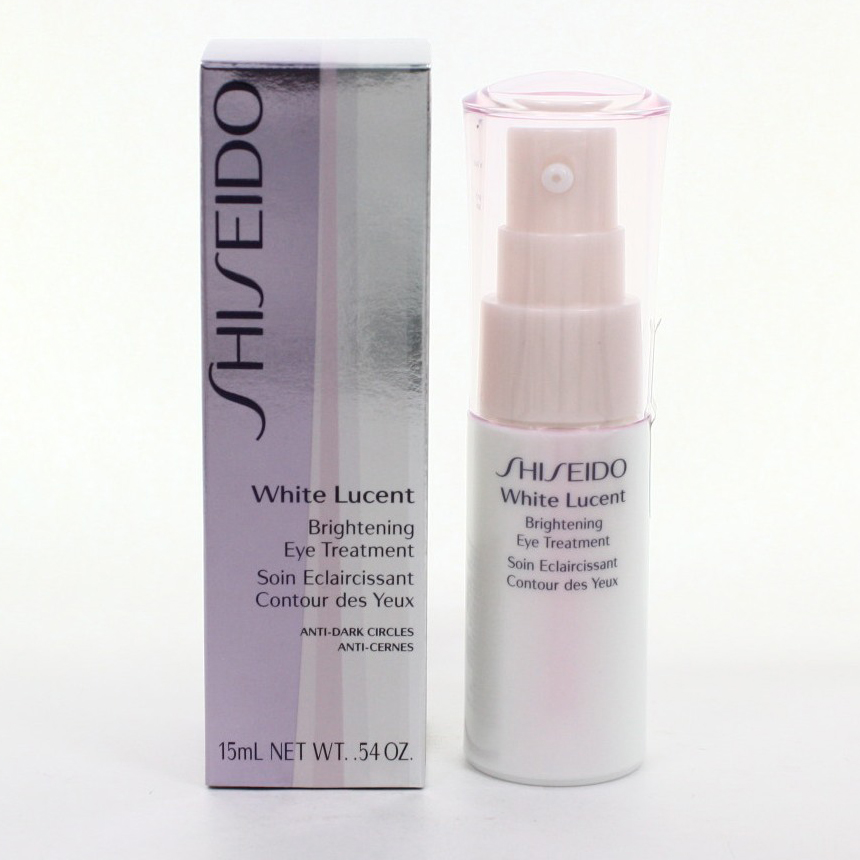 SHISEIDO
White Lucent
Brightening
Eye Treatment
Soin Eclaircissant
Contour des Yeux
ANTI-DARK CIRCLES
ANTI-CERNES
15mL NET WT. .54 OZ.
SHISEIDO
White Lucent
Brightening
Eye Treatment
Soin Eclaircissant
Contour des Yeux